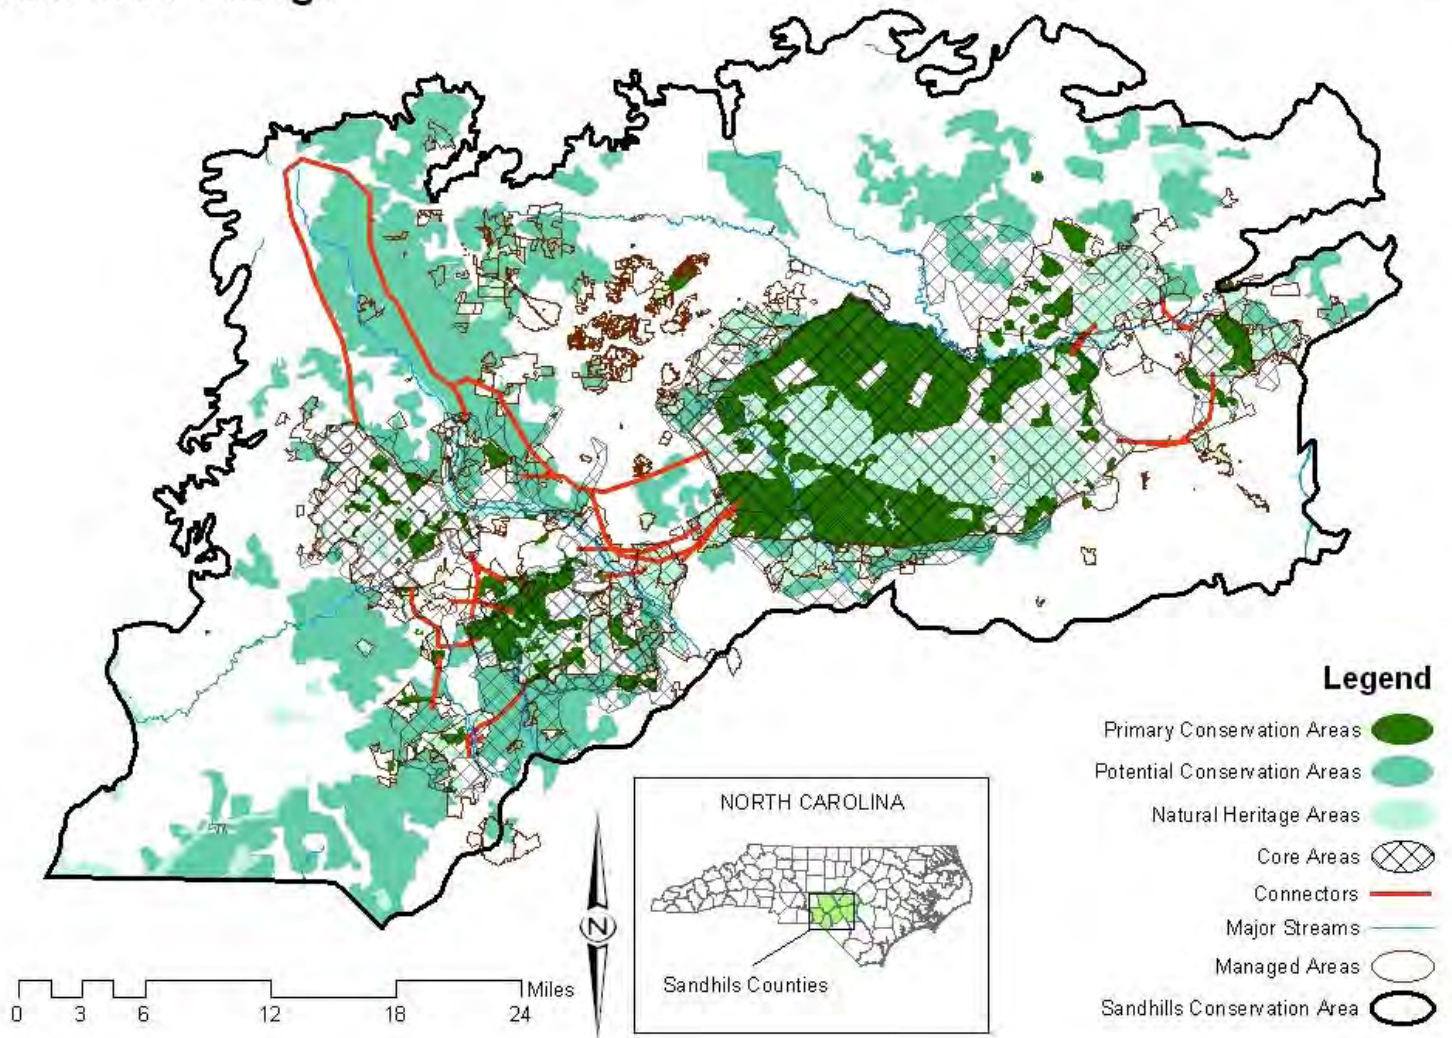 Legend
Primary Conservation Areas
Potential Conservation Areas
Natural Heritage Areas
Core Areas
Connectors
Major Streams
Managed Areas
Sandhills Conservation Area
NORTH CAROLINA
Sandhills Counties
N
Miles
0 3 6 12 18 24